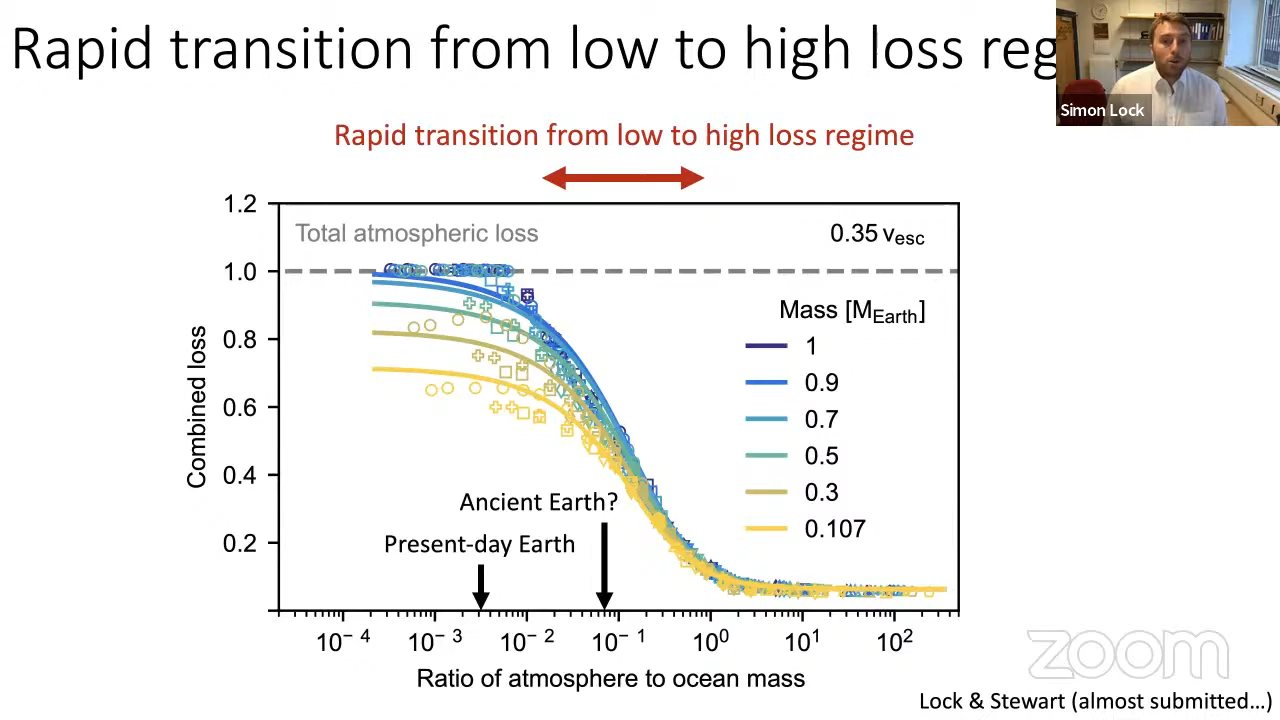 Rapid transition from low to high loss reg
Simon Lock
Rapid transition from low to high loss regime
1.2
Total atmospheric loss
0.35 vesc
1.0
Mass [MEarth]
1
0.8
0.9
0.7
0.6
0.5
0.4
0.3
0.107
0.2
Combined loss
Ancient Earth?
Present-day Earth
10⁻⁴ 10⁻³ 10⁻² 10⁻¹ 10⁰ 10¹ 10²
Ratio of atmosphere to ocean mass
zoom
Lock & Stewart (almost submitted...)